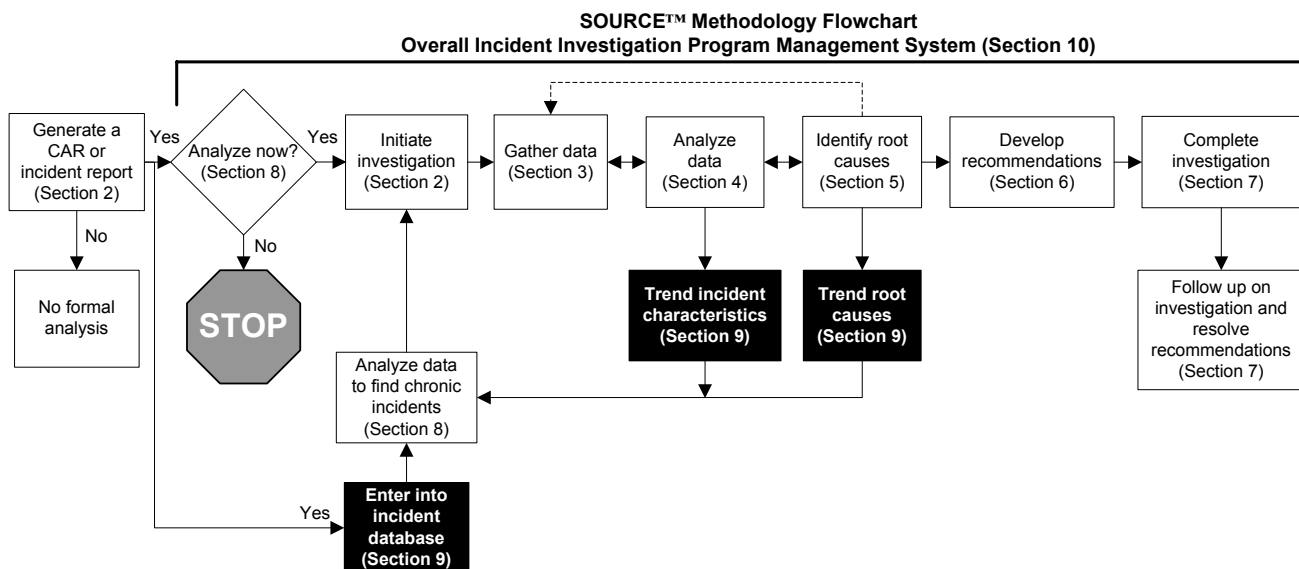 SOURCE™ Methodology Flowchart
Overall Incident Investigation Program Management System (Section 10)
Generate a
CAR or
incident report
(Section 2)
Yes
Analyze now?
(Section 8)
Yes
Initiate
investigation
(Section 2)
Gather data
(Section 3)
Analyze
data
(Section 4)
Identify root
causes
(Section 5)
Develop
recommendations
(Section 6)
Complete
investigation
(Section 7)
No
No
No formal
analysis
STOP
Trend incident
characteristics
(Section 9)
Trend root
causes
(Section 9)
Follow up on
investigation and
resolve
recommendations
(Section 7)
Analyze data
to find chronic
incidents
(Section 8)
Yes
Enter into
incident
database
(Section 9)